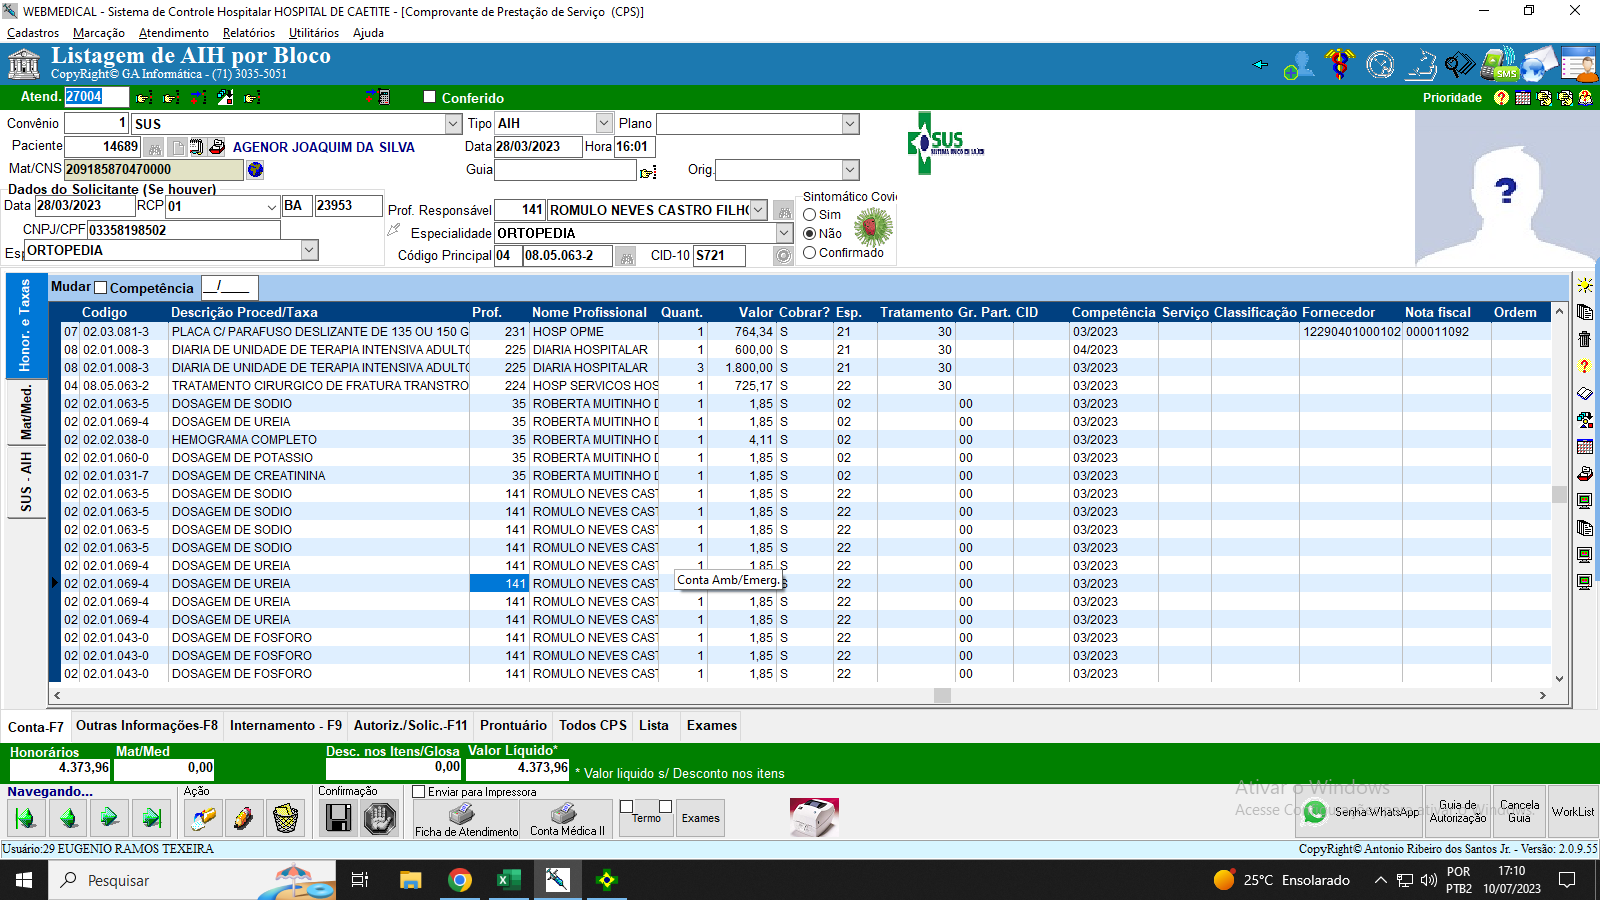 WEBMEDICAL - Sistema de Controle Hospitalar HOSPITAL DE CAETITE - [Comprovante de Prestação de Serviço (CPS)]
Cadastros Marcação Atendimento Relatórios Utilitários Ajuda
Listagem de AIH por Bloco
CopyRight© GA Informática - (71) 3035-5051
SMS
Atend. 27004 Conferido Prioridade
Convênio 1 SUS Tipo AIH Plano
Paciente 14689 AGENOR JOAQUIM DA SILVA Data 28/03/2023 Hora 16:01
SUS
Mat/CNS 209185870470000 Guia Orig.
Dados do Solicitante (Se houver)
Data 28/03/2023 RCP 01 BA 23953
CNPJ/CPF 03358198502
Esp ORTOPEDIA
Prof. Responsável 141 ROMULO NEVES CASTRO FILHO
Especialidade ORTOPEDIA
Código Principal 04 08.05.063-2 CID-10 S721
Sintomático Covi
Sim
Não
Confirmado
Honor. e Taxas
Mat/Med.
SUS - AIH
Mudar Competência __/____
Codigo Descrição Proced/Taxa Prof. Nome Profissional Quant. Valor Cobrar? Esp. Tratamento Gr. Part. CID Competência Serviço Classificação Fornecedor Nota fiscal Ordem
07 02.03.081-3 PLACA C/ PARAFUSO DESLIZANTE DE 135 OU 150 G 231 HOSP OPME 1 764,34 S 21 30 03/2023 12290401000102 000011092
08 02.01.008-3 DIARIA DE UNIDADE DE TERAPIA INTENSIVA ADULTO 225 DIARIA HOSPITALAR 1 600,00 S 21 30 04/2023
08 02.01.008-3 DIARIA DE UNIDADE DE TERAPIA INTENSIVA ADULTO 225 DIARIA HOSPITALAR 3 1.800,00 S 21 30 03/2023
04 08.05.063-2 TRATAMENTO CIRURGICO DE FRATURA TRANSTRO 224 HOSP SERVICOS HOS 1 725,17 S 22 30 03/2023
02 02.01.063-5 DOSAGEM DE SODIO 35 ROBERTA MUITINHO D 1 1,85 S 02 00 03/2023
02 02.01.069-4 DOSAGEM DE UREIA 35 ROBERTA MUITINHO D 1 1,85 S 02 00 03/2023
02 02.02.038-0 HEMOGRAMA COMPLETO 35 ROBERTA MUITINHO D 1 4,11 S 02 00 03/2023
02 02.01.060-0 DOSAGEM DE POTASSIO 35 ROBERTA MUITINHO D 1 1,85 S 02 00 03/2023
02 02.01.031-7 DOSAGEM DE CREATININA 35 ROBERTA MUITINHO D 1 1,85 S 02 00 03/2023
02 02.01.063-5 DOSAGEM DE SODIO 141 ROMULO NEVES CAST 1 1,85 S 22 00 03/2023
02 02.01.063-5 DOSAGEM DE SODIO 141 ROMULO NEVES CAST 1 1,85 S 22 00 03/2023
02 02.01.063-5 DOSAGEM DE SODIO 141 ROMULO NEVES CAST 1 1,85 S 22 00 03/2023
02 02.01.063-5 DOSAGEM DE SODIO 141 ROMULO NEVES CAST 1 1,85 S 22 00 03/2023
02 02.01.069-4 DOSAGEM DE UREIA 141 ROMULO NEVES CAST 1 1,85 S 22 00 03/2023
02 02.01.069-4 DOSAGEM DE UREIA 141 ROMULO NEVES CAST Conta Amb/Emerg. S 22 00 03/2023
02 02.01.069-4 DOSAGEM DE UREIA 141 ROMULO NEVES CAST 1 1,85 S 22 00 03/2023
02 02.01.069-4 DOSAGEM DE UREIA 141 ROMULO NEVES CAST 1 1,85 S 22 00 03/2023
02 02.01.043-0 DOSAGEM DE FOSFORO 141 ROMULO NEVES CAST 1 1,85 S 22 00 03/2023
02 02.01.043-0 DOSAGEM DE FOSFORO 141 ROMULO NEVES CAST 1 1,85 S 22 00 03/2023
02 02.01.043-0 DOSAGEM DE FOSFORO 141 ROMULO NEVES CAST 1 1,85 S 22 00 03/2023
Conta-F7 Outras Informações-F8 Internamento - F9 Autoriz./Solic.-F11 Prontuário Todos CPS Lista Exames
Honorários Mat/Med Desc. nos Itens/Glosa Valor Líquido*
4.373,96 0,00 0,00 4.373,96 * Valor liquido s/ Desconto nos itens
Navegando... Ação Confirmação Enviar para Impressora
Ficha de Atendimento Conta Médica II Termo Exames
Ativar o Windows
Senha WhatsApp
Guia de Autorização
Cancela Guia
WorkList
Usuário:29 EUGENIO RAMOS TEXEIRA CopyRight© Antonio Ribeiro dos Santos Jr. - Versão: 2.0.9.55
Pesquisar 25°C Ensolarado POR PTB2 17:10 10/07/2023